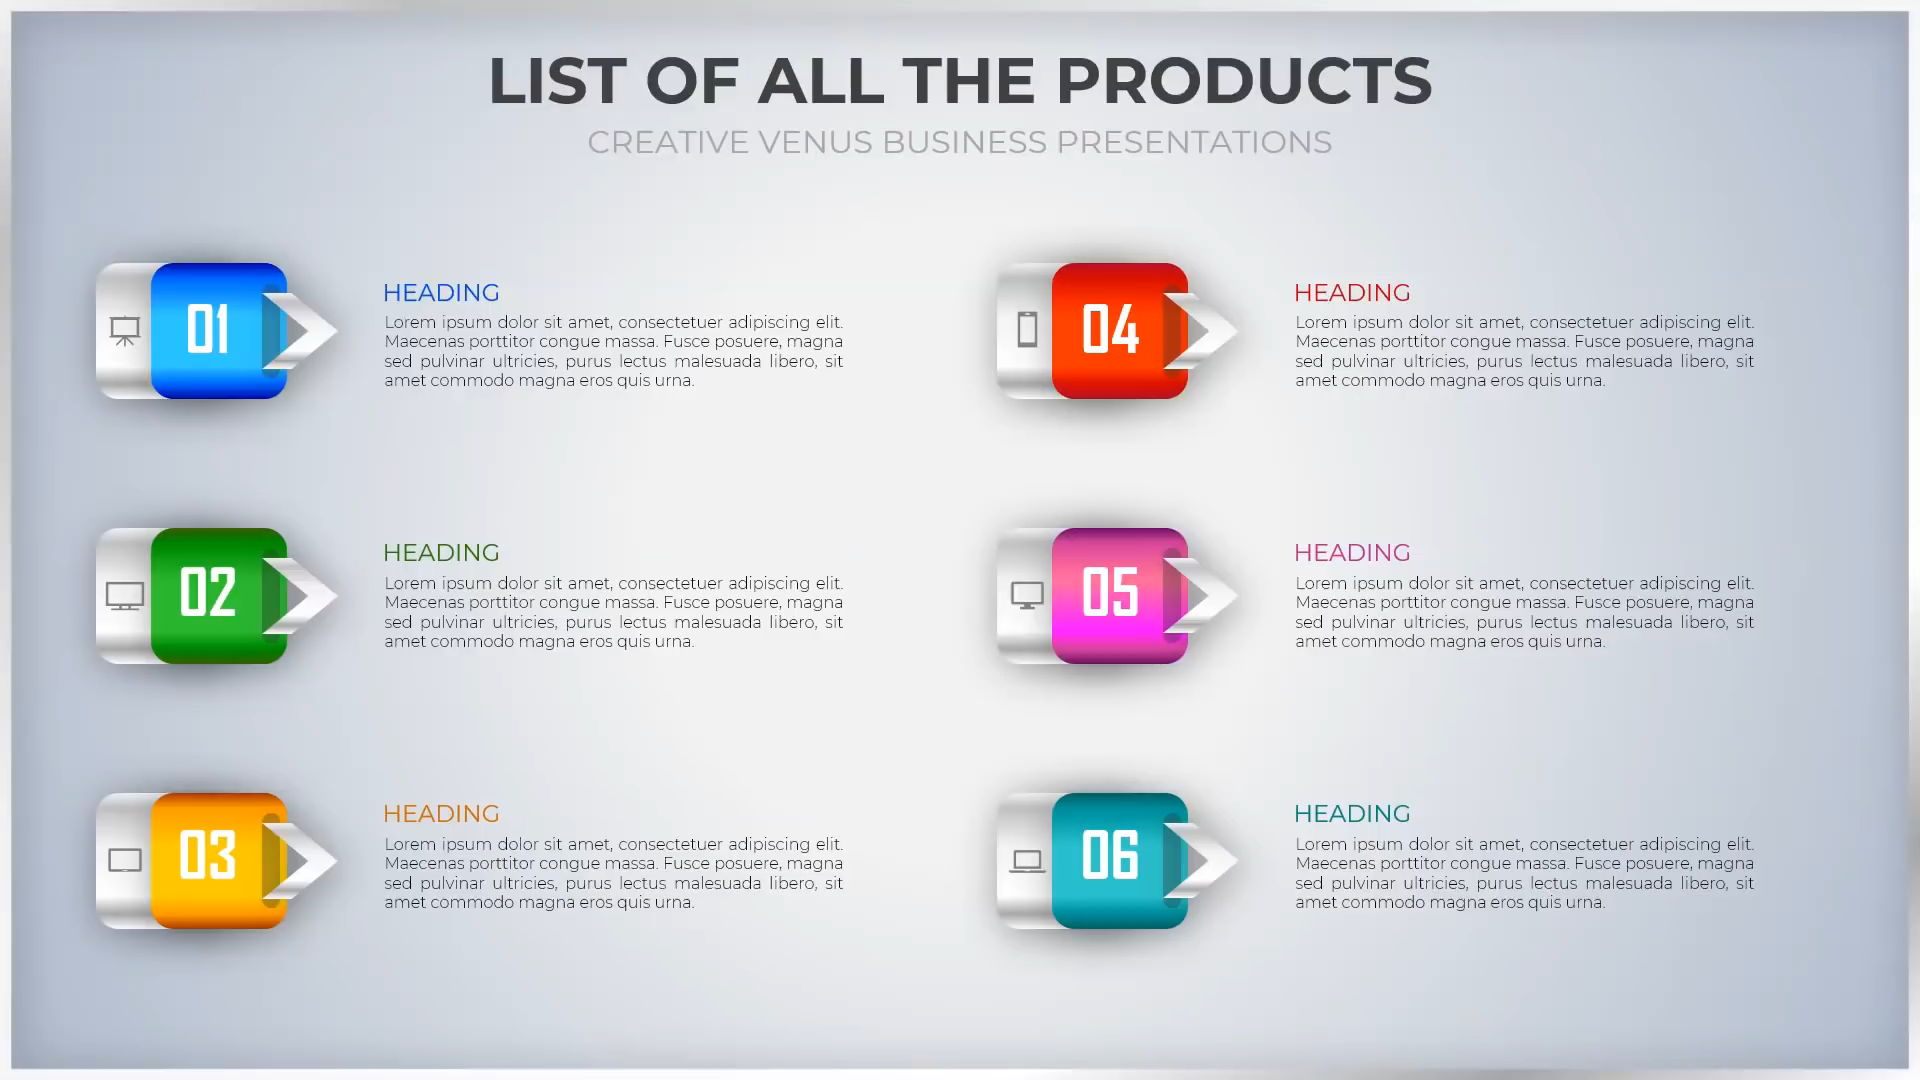 LIST OF ALL THE PRODUCTS
CREATIVE VENUS BUSINESS PRESENTATIONS
01
HEADING
Lorem ipsum dolor sit amet, consectetuer adipiscing elit.
Maecenas porttitor congue massa. Fusce posuere, magna
sed pulvinar ultricies, purus lectus malesuada libero, sit
amet commodo magna eros quis urna.
02
HEADING
Lorem ipsum dolor sit amet, consectetuer adipiscing elit.
Maecenas porttitor congue massa. Fusce posuere, magna
sed pulvinar ultricies, purus lectus malesuada libero, sit
amet commodo magna eros quis urna.
03
HEADING
Lorem ipsum dolor sit amet, consectetuer adipiscing elit.
Maecenas porttitor congue massa. Fusce posuere, magna
sed pulvinar ultricies, purus lectus malesuada libero, sit
amet commodo magna eros quis urna.
04
HEADING
Lorem ipsum dolor sit amet, consectetuer adipiscing elit.
Maecenas porttitor congue massa. Fusce posuere, magna
sed pulvinar ultricies, purus lectus malesuada libero, sit
amet commodo magna eros quis urna.
05
HEADING
Lorem ipsum dolor sit amet, consectetuer adipiscing elit.
Maecenas porttitor congue massa. Fusce posuere, magna
sed pulvinar ultricies, purus lectus malesuada libero, sit
amet commodo magna eros quis urna.
06
HEADING
Lorem ipsum dolor sit amet, consectetuer adipiscing elit.
Maecenas porttitor congue massa. Fusce posuere, magna
sed pulvinar ultricies, purus lectus malesuada libero, sit
amet commodo magna eros quis urna.